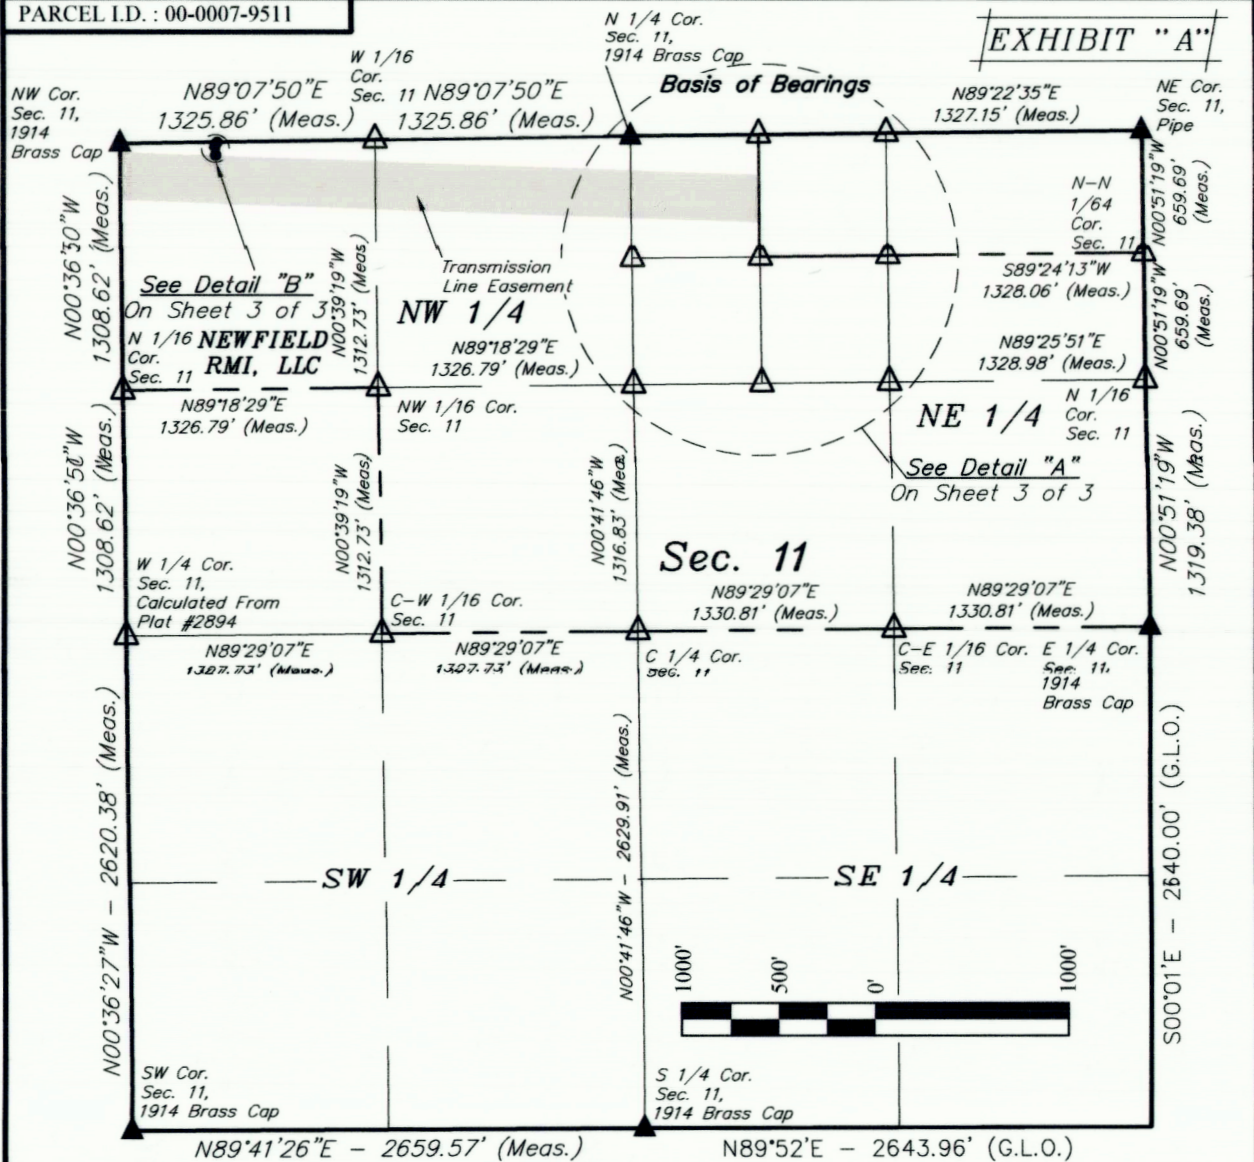 PARCEL I.D. : 00-0007-9511
EXHIBIT "A"
N 1/4 Cor.
Sec. 11,
1914 Brass Cap
W 1/16
Cor.
Sec. 11
NW Cor.
Sec. 11,
1914
Brass Cap
N89°07'50"E
1325.86' (Meas.)
N89°07'50"E
1325.86' (Meas.)
Basis of Bearings
N89°22'35"E
1327.15' (Meas.)
NE Cor.
Sec. 11,
Pipe
N00°36'30"W
1308.62' (Meas.)
N00°39'19"W
1312.73' (Meas.)
N00°51'19"W
659.69'
(Meas.)
N-N
1/64
Cor.
Sec. 11
Transmission
Line Easement
See Detail "B"
On Sheet 3 of 3
NW 1/4
S89°24'13"W
1328.06' (Meas.)
N00°51'19"W
659.69'
(Meas.)
N 1/16
Cor.
Sec. 11
NEWFIELD
RMI, LLC
N89°18'29"E
1326.79' (Meas.)
N89°25'51"E
1328.98' (Meas.)
N89°18'29"E
1326.79' (Meas.)
NW 1/16 Cor.
Sec. 11
NE 1/4
N 1/16
Cor.
Sec. 11
See Detail "A"
On Sheet 3 of 3
N00°36'50"W
1308.62' (Meas.)
N00°39'19"W
1312.73' (Meas.)
N00°41'46"W
1316.83' (Meas.)
N00°51'19"W
1319.38' (Meas.)
Sec. 11
W 1/4 Cor.
Sec. 11,
Calculated From
Plat #2894
C-W 1/16 Cor.
Sec. 11
N89°29'07"E
1330.81' (Meas.)
N89°29'07"E
1330.81' (Meas.)
N89°29'07"E
(Meas.)
N89°29'07"E
(Meas.)
C 1/4 Cor.
Sec. 11
C-E 1/16 Cor.
Sec. 11
E 1/4 Cor.
Sec. 11,
1914
Brass Cap
N00°36'27"W - 2620.38' (Meas.)
N00°41'46"W - 2629.91' (Meas.)
S00°01'E - 2640.00' (G.L.O.)
SW 1/4
SE 1/4
1000'
500'
0'
1000'
SW Cor.
Sec. 11,
1914 Brass Cap
S 1/4 Cor.
Sec. 11,
1914 Brass Cap
N89°41'26"E - 2659.57' (Meas.)
N89°52'E - 2643.96' (G.L.O.)